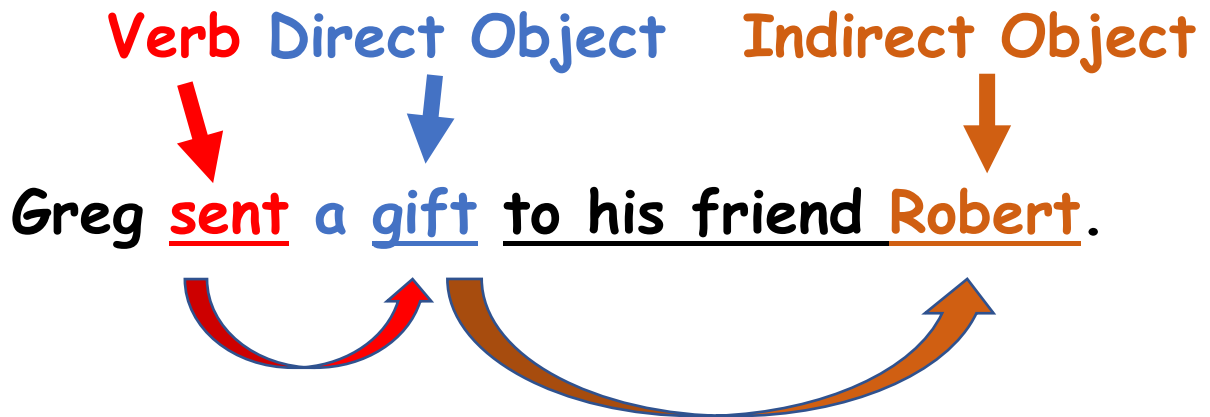 Verb Direct Object Indirect Object
Greg sent a gift to his friend Robert.